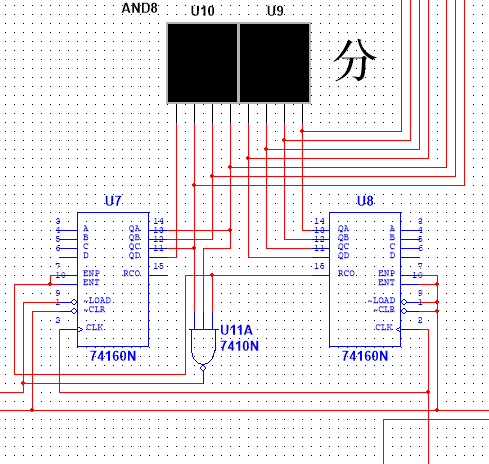 AND8
U10 U9
分
U7 U8
3 A 14 QA
4 B 13 QB
5 C 12 QC
6 D 11 QD
7 ENP 15 RCO
10 ENT
9 ~LOAD
1 ~CLR
2 CLK
74160N
U11A
7410N
14 QA A 3
13 QB B 4
12 QC C 5
11 QD D 6
15 RCO ENP 7
ENT 10
~LOAD 9
~CLR 1
CLK 2
74160N